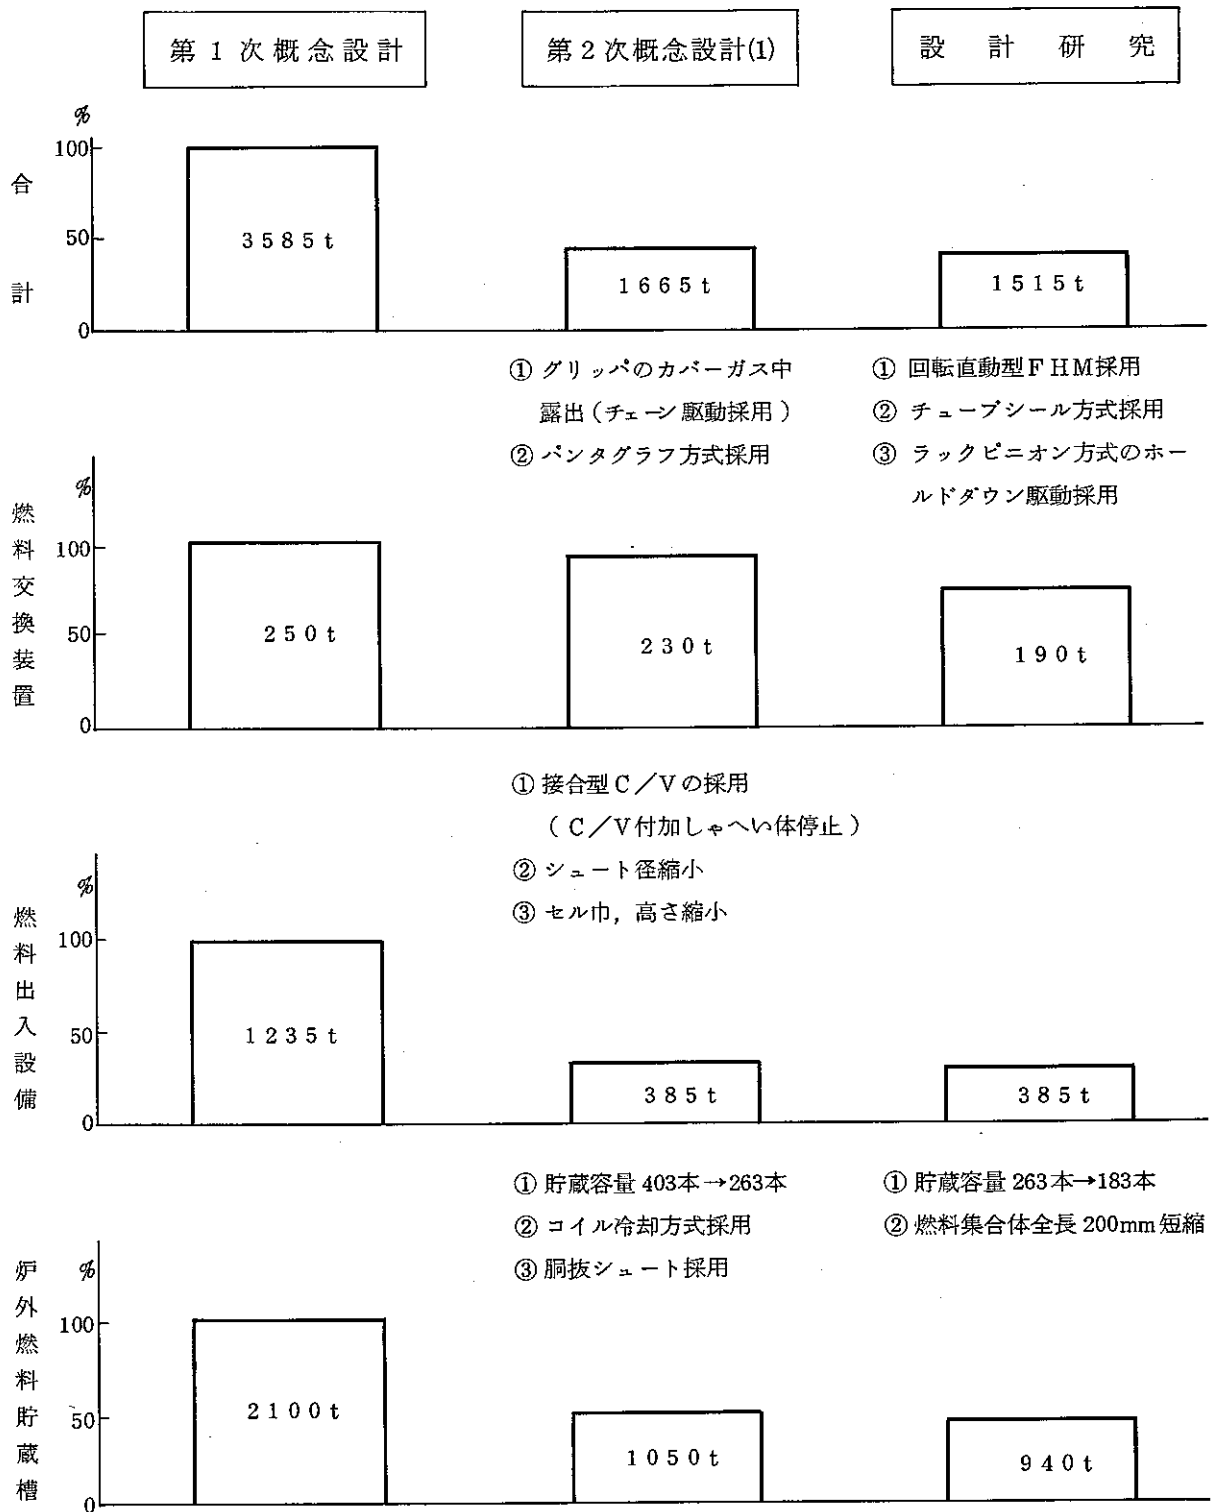 第1次概念設計
第2次概念設計(1)
設計研究
%
合計
100
50
0
3585t
1665t
1515t
① グリッパのカバーガス中
露出(チェーン駆動採用)
② パンタグラフ方式採用
① 回転直動型FHM採用
② チューブシール方式採用
③ ラックピニオン方式のホー
ルドダウン駆動採用
%
燃料交換装置
100
50
0
250t
230t
190t
① 接合型C/Vの採用
(C/V付加しゃへい体停止)
② シュート径縮小
③ セル巾,高さ縮小
%
燃料出入設備
100
50
0
1235t
385t
385t
① 貯蔵容量403本→263本
② コイル冷却方式採用
③ 胴抜シュート採用
① 貯蔵容量263本→183本
② 燃料集合体全長200mm短縮
%
炉外燃料貯蔵槽
100
50
0
2100t
1050t
940t